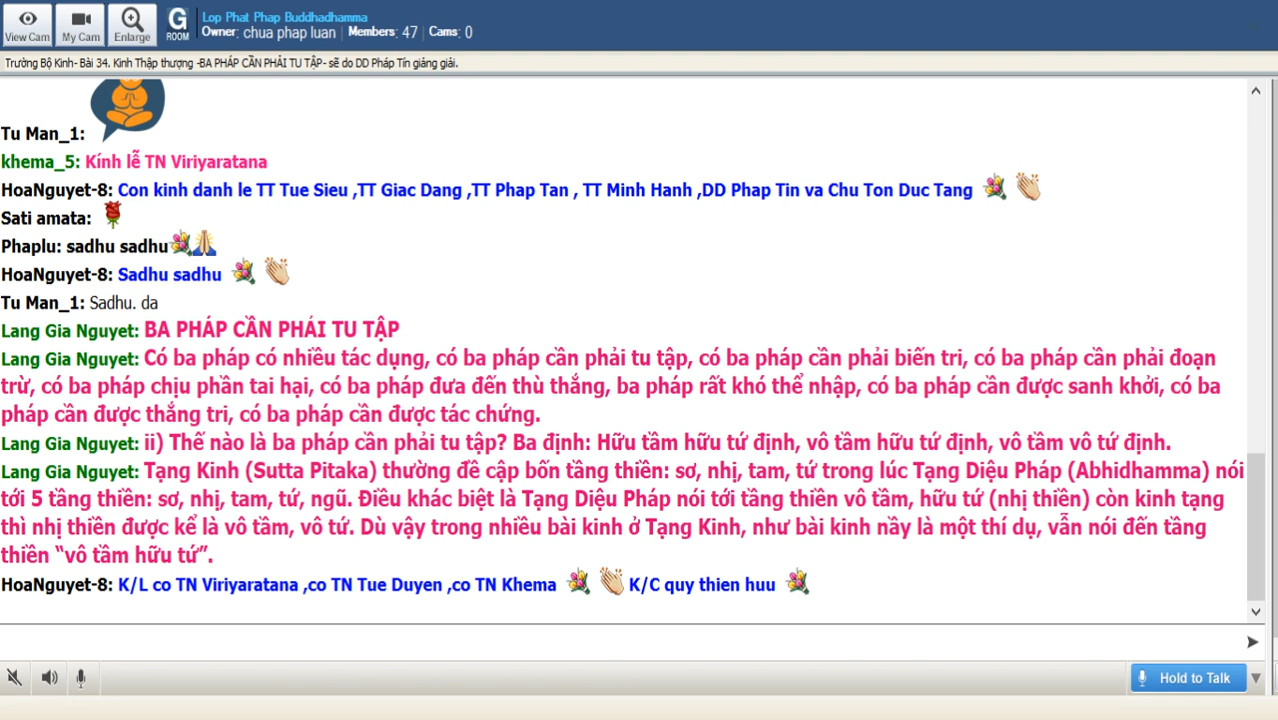 Lop Phat Phap Buddhadhamma
View Cam
My Cam
Enlarge
G
ROOM
Owner: chua phap luan | Members: 47 | Cams: 0
Trường Bộ Kinh- Bài 34. Kinh Thập thượng -BA PHÁP CẦN PHẢI TU TẬP- sẽ do DD Pháp Tín giảng giải.
Tu Man_1:
khema_5: Kính lễ TN Viriyaratana
HoaNguyet-8: Con kinh danh le TT Tue Sieu ,TT Giac Dang ,TT Phap Tan , TT Minh Hanh ,DD Phap Tin va Chu Ton Duc Tang
Sati amata:
Phaplu: sadhu sadhu
HoaNguyet-8: Sadhu sadhu
Tu Man_1: Sadhu. da
Lang Gia Nguyet: BA PHÁP CẦN PHẢI TU TẬP
Lang Gia Nguyet: Có ba pháp có nhiều tác dụng, có ba pháp cần phải tu tập, có ba pháp cần phải biến tri, có ba pháp cần phải đoạn
trừ, có ba pháp chịu phần tai hại, có ba pháp đưa đến thù thắng, ba pháp rất khó thể nhập, có ba pháp cần được sanh khởi, có ba
pháp cần được thắng tri, có ba pháp cần được tác chứng.
Lang Gia Nguyet: ii) Thế nào là ba pháp cần phải tu tập? Ba định: Hữu tầm hữu tứ định, vô tầm hữu tứ định, vô tầm vô tứ định.
Lang Gia Nguyet: Tạng Kinh (Sutta Pitaka) thường đề cập bốn tầng thiền: sơ, nhị, tam, tứ trong lúc Tạng Diệu Pháp (Abhidhamma) nói
tới 5 tầng thiền: sơ, nhị, tam, tứ, ngũ. Điều khác biệt là Tạng Diệu Pháp nói tới tầng thiền vô tầm, hữu tứ (nhị thiền) còn kinh tạng
thì nhị thiền được kể là vô tầm, vô tứ. Dù vậy trong nhiều bài kinh ở Tạng Kinh, như bài kinh nầy là một thí dụ, vẫn nói đến tầng
thiền “vô tầm hữu tứ”.
HoaNguyet-8: K/L co TN Viriyaratana ,co TN Tue Duyen ,co TN Khema K/C quy thien huu
Hold to Talk